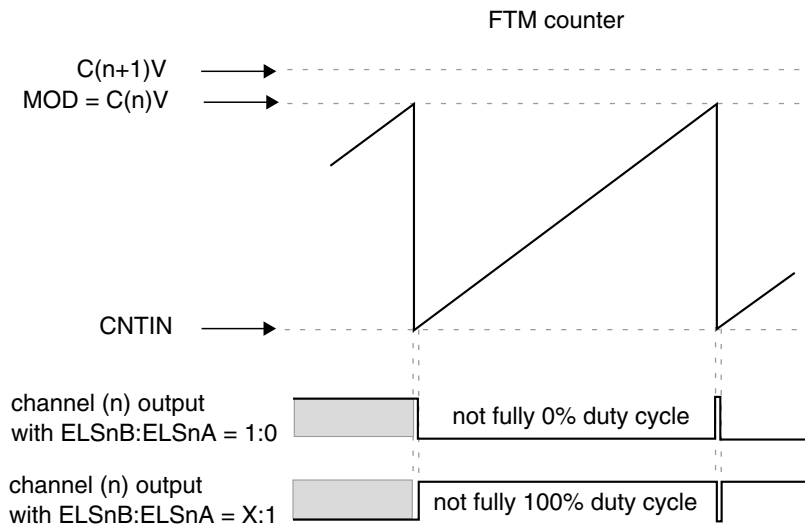 FTM counter
C(n+1)V
MOD = C(n)V
CNTIN
channel (n) output
with ELSnB:ELSnA = 1:0
not fully 0% duty cycle
channel (n) output
with ELSnB:ELSnA = X:1
not fully 100% duty cycle